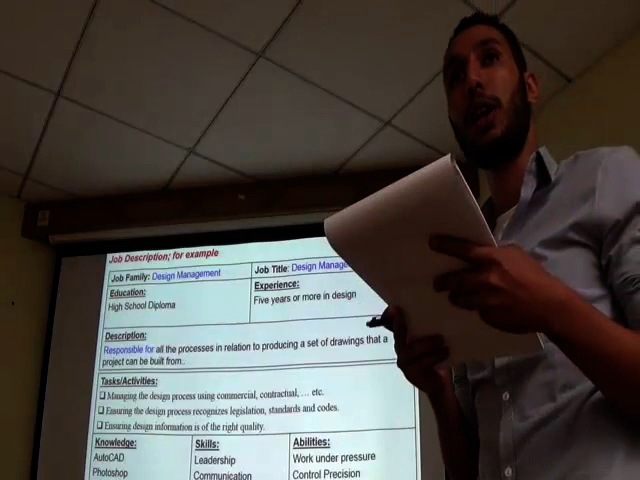 Job Description; for example
Job Family: Design Management
Job Title: Design Manage
Education:
High School Diploma
Experience:
Five years or more in design
Description:
Responsible for all the processes in relation to producing a set of drawings that a
project can be built from..
Tasks/Activities:
❑ Managing the design process using commercial, contractual, … etc.
❑ Ensuring the design process recognizes legislation, standards and codes.
❑ Ensuring design information is of the right quality.
Knowledge:
AutoCAD
Photoshop
Skills:
Leadership
Communication
Abilities:
Work under pressure
Control Precision